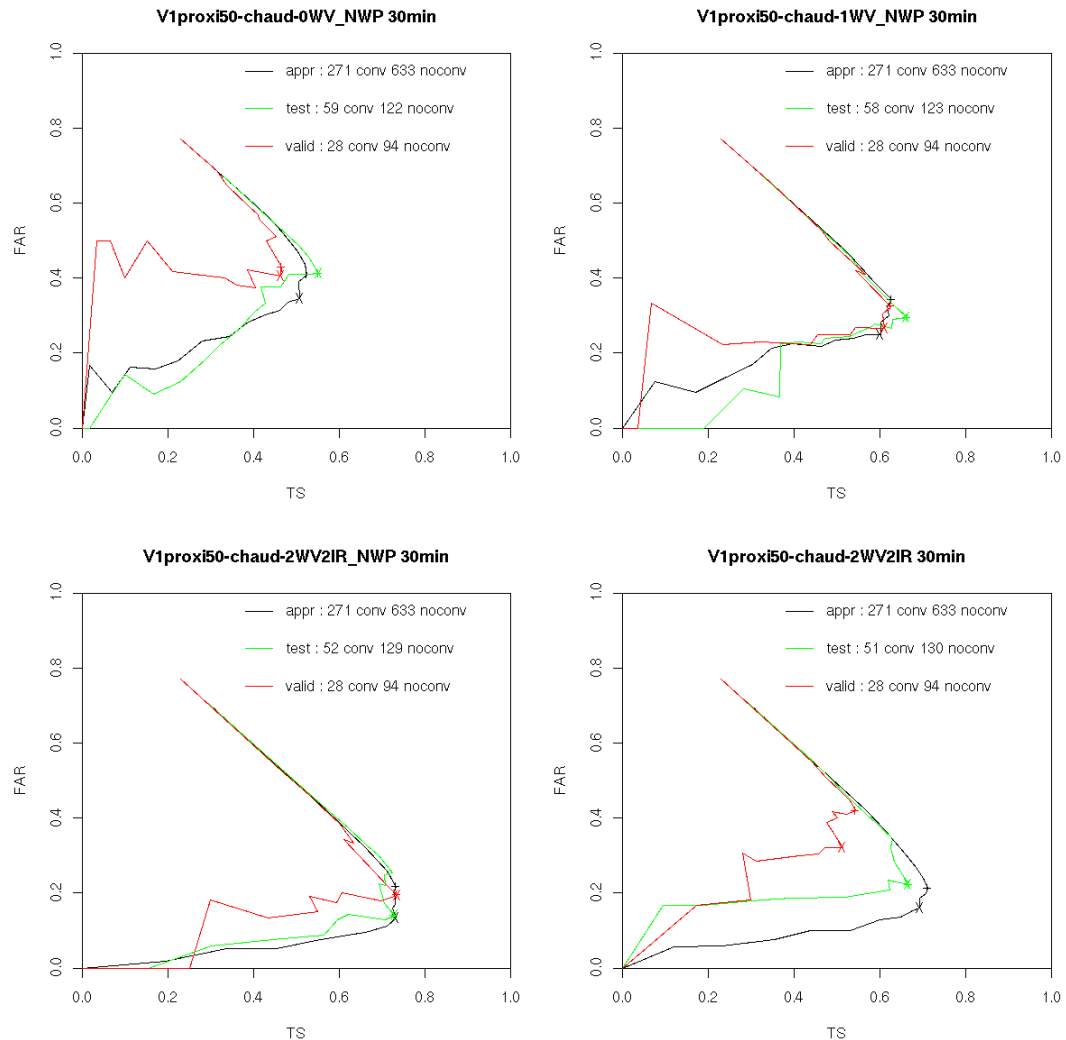 V1proxi50-chaud-0WV_NWP 30min
1.0
appr : 271 conv 633 noconv
test : 59 conv 122 noconv
0.8
valid : 28 conv 94 noconv
0.6
FAR
0.4
0.2
0.0
0.0 0.2 0.4 0.6 0.8 1.0
TS
V1proxi50-chaud-1WV_NWP 30min
1.0
appr : 271 conv 633 noconv
test : 58 conv 123 noconv
0.8
valid : 28 conv 94 noconv
0.6
FAR
0.4
0.2
0.0
0.0 0.2 0.4 0.6 0.8 1.0
TS
V1proxi50-chaud-2WV2IR_NWP 30min
1.0
appr : 271 conv 633 noconv
test : 52 conv 129 noconv
0.8
valid : 28 conv 94 noconv
0.6
FAR
0.4
0.2
0.0
0.0 0.2 0.4 0.6 0.8 1.0
TS
V1proxi50-chaud-2WV2IR 30min
1.0
appr : 271 conv 633 noconv
test : 51 conv 130 noconv
0.8
valid : 28 conv 94 noconv
0.6
FAR
0.4
0.2
0.0
0.0 0.2 0.4 0.6 0.8 1.0
TS